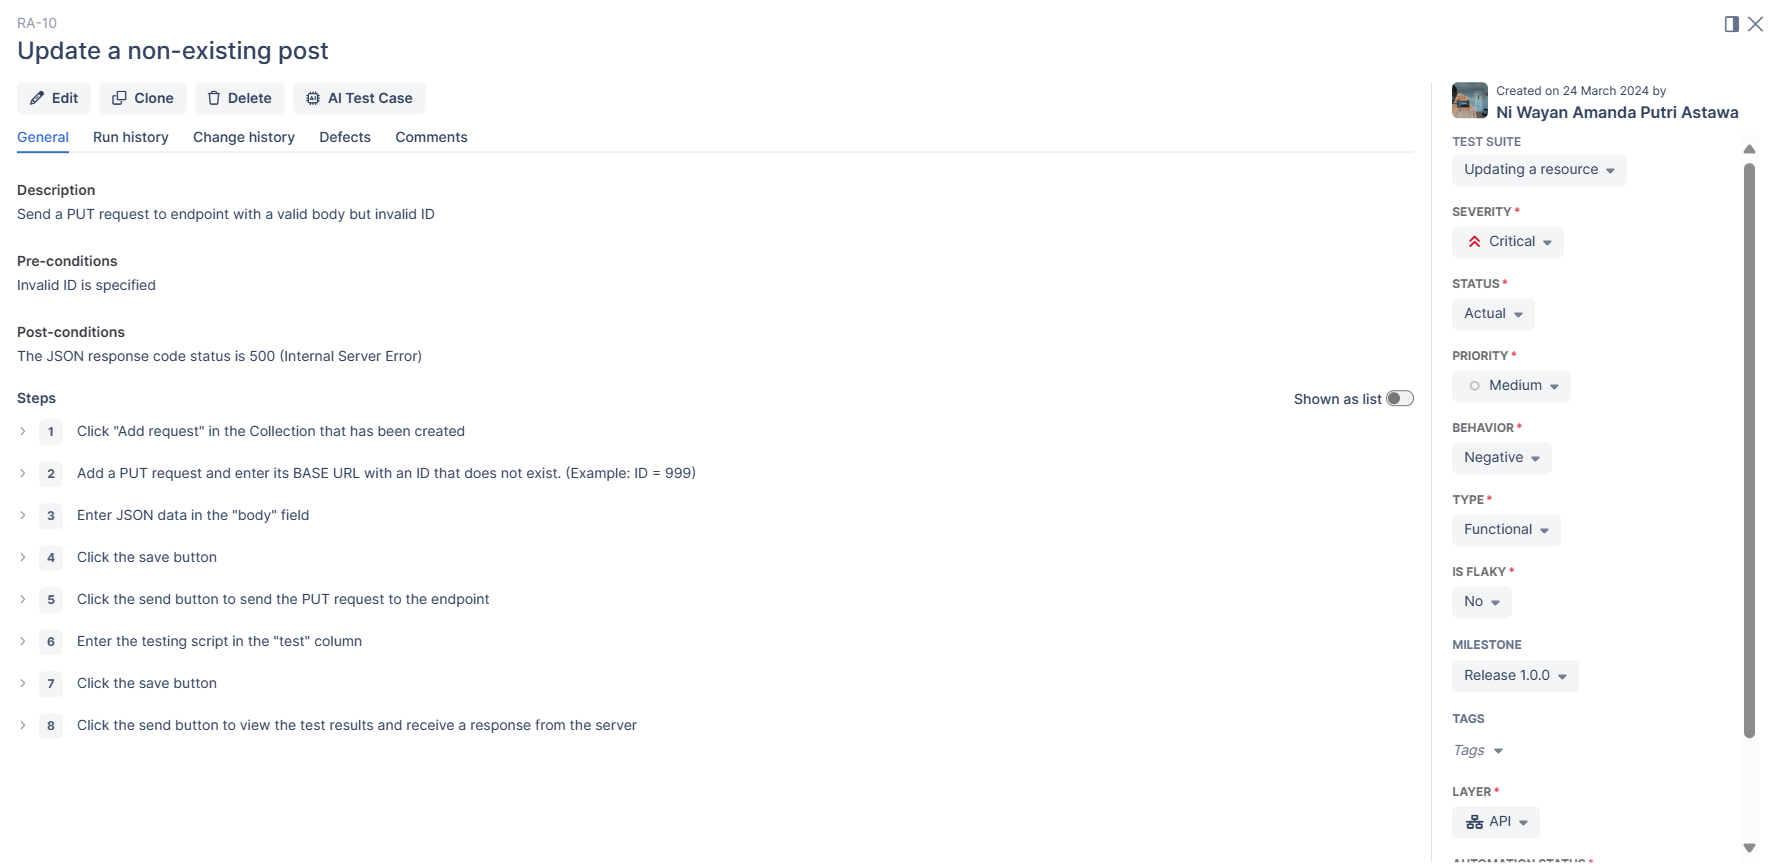 RA-10
Update a non-existing post
Edit
Clone
Delete
AI Test Case
General
Run history
Change history
Defects
Comments
Description
Send a PUT request to endpoint with a valid body but invalid ID
Pre-conditions
Invalid ID is specified
Post-conditions
The JSON response code status is 500 (Internal Server Error)
Steps
Shown as list
1 Click "Add request" in the Collection that has been created
2 Add a PUT request and enter its BASE URL with an ID that does not exist. (Example: ID = 999)
3 Enter JSON data in the "body" field
4 Click the save button
5 Click the send button to send the PUT request to the endpoint
6 Enter the testing script in the "test" column
7 Click the save button
8 Click the send button to view the test results and receive a response from the server
Created on 24 March 2024 by
Ni Wayan Amanda Putri Astawa
TEST SUITE
Updating a resource
SEVERITY*
Critical
STATUS*
Actual
PRIORITY*
Medium
BEHAVIOR*
Negative
TYPE*
Functional
IS FLAKY*
No
MILESTONE
Release 1.0.0
TAGS
Tags
LAYER*
API
AUTOMATION STATUS*